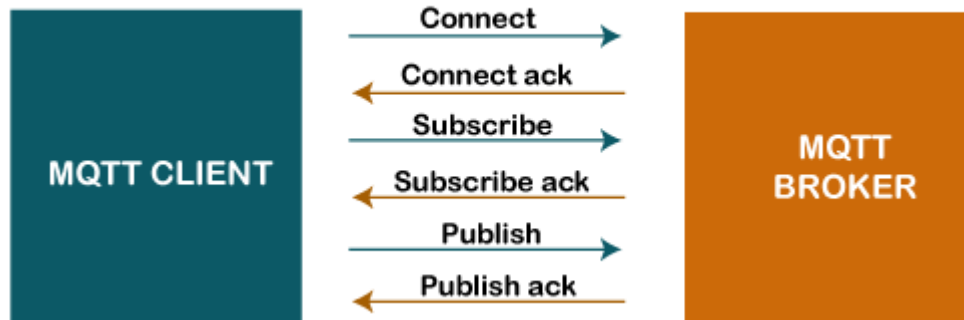 Connect
Connect ack
Subscribe
MQTT CLIENT
MQTT
BROKER
Subscribe ack
Publish
Publish ack